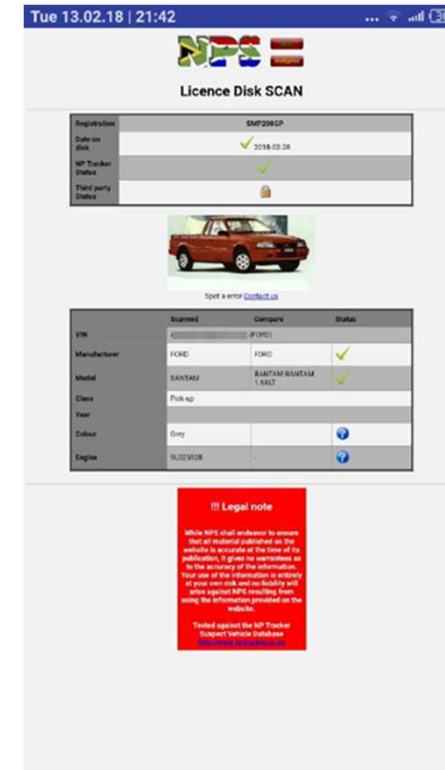 Tue 13.02.18 | 21:42
NPS
Licence Disk SCAN
Registration
Date on disk 2018-02-28
NP Tracker Status
Third party Status
Spot a error Contact us
Scanned Compare Status
VIN (FORD)
Manufacturer FORD FORD
Model BANTAM BANTAM BANTAM
1.6XLT
Class Pick-up
Year
Colour Grey
Engine -
!!! Legal note
While NPS shall endeavor to ensure
that all material published on the
website is accurate at the time of its
publication, it gives no warrantees as
to the accuracy of the information.
Your use of the information is entirely
at your own risk and no liability will
arise against NPS resulting from
using the information provided on the
website.
Tested against the NP Tracker
Suspect Vehicle Database